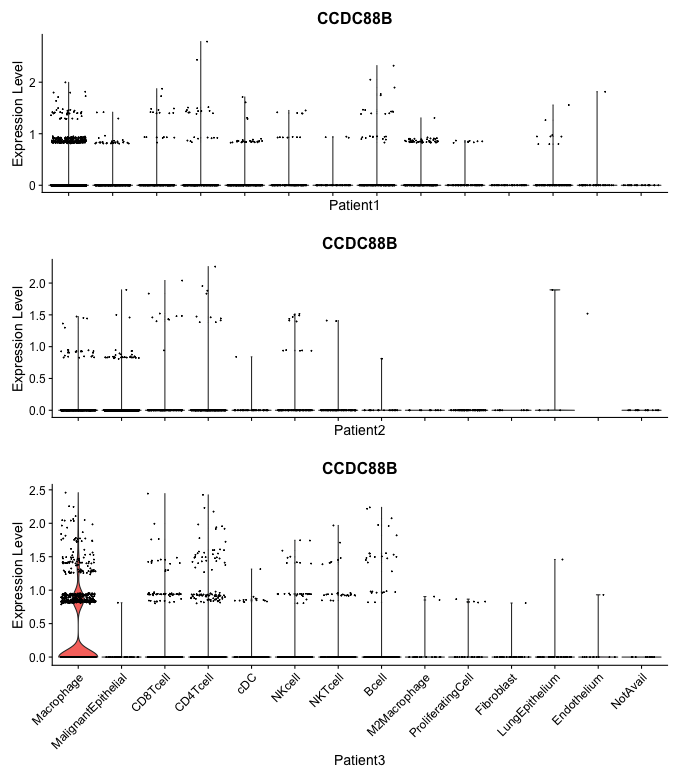 CCDC88B
Expression Level
2
1
0
Patient1
CCDC88B
Expression Level
2.0
1.5
1.0
0.5
0.0
Patient2
CCDC88B
Expression Level
2.5
2.0
1.5
1.0
0.5
0.0
Macrophage
MalignantEpithelial
CD8Tcell
CD4Tcell
cDC
NKcell
NKTcell
Bcell
M2Macrophage
ProliferatingCell
Fibroblast
LungEpithelium
Endothelium
NotAvail
Patient3